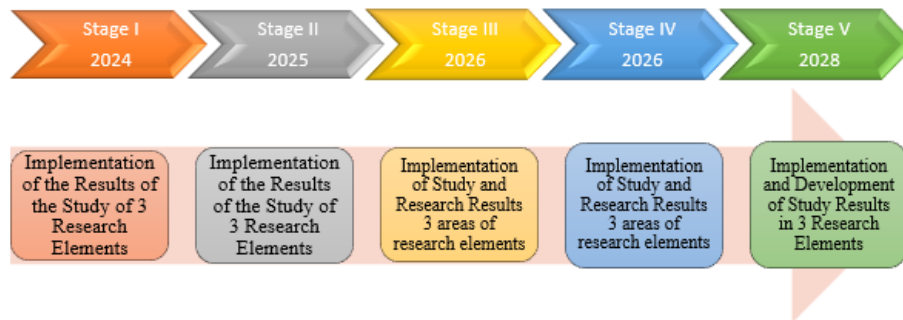 Stage I
2024
Stage II
2025
Stage III
2026
Stage IV
2026
Stage V
2028
Implementation
of the Results of
the Study of 3
Research
Elements
Implementation
of the Results
of the Study of
3 Research
Elements
Implementation
of Study and
Research Results
3 areas of
research elements
Implementation
of Study and
Research Results
3 areas of
research elements
Implementation
and Development
of Study Results
in 3 Research
Elements